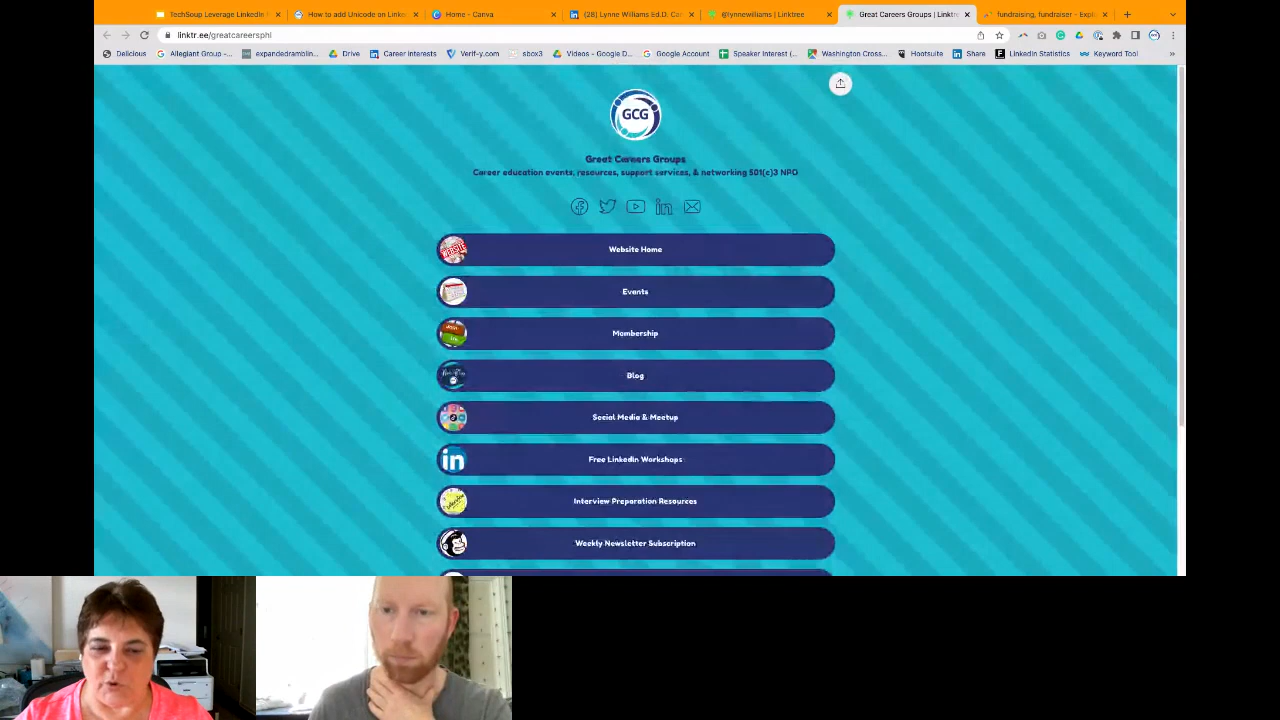 TechSoup Leverage LinkedIn
How to add Unicode on Linke
Home - Canva
(28) Lynne Williams Ed.D. Ca
@lynnewilliams | Linktree
Great Careers Groups | Linktr
fundraising, fundraiser - Expl
linktr.ee/greatcareersphl
Delicious
Allegiant Group -...
expandedramblin...
Drive
Career Interests
Verif-y.com
sbox3
Videos - Google D...
Google Account
Speaker Interest (...
Washington Cross...
Hootsuite
Share
LinkedIn Statistics
Keyword Tool
GCG
Great Careers Groups
Career education events, resources, support services, & networking 501(c)3 NPO
Website Home
Events
Membership
Blog
Social Media & Meetup
Free LinkedIn Workshops
Interview Preparation Resources
Weekly Newsletter Subscription